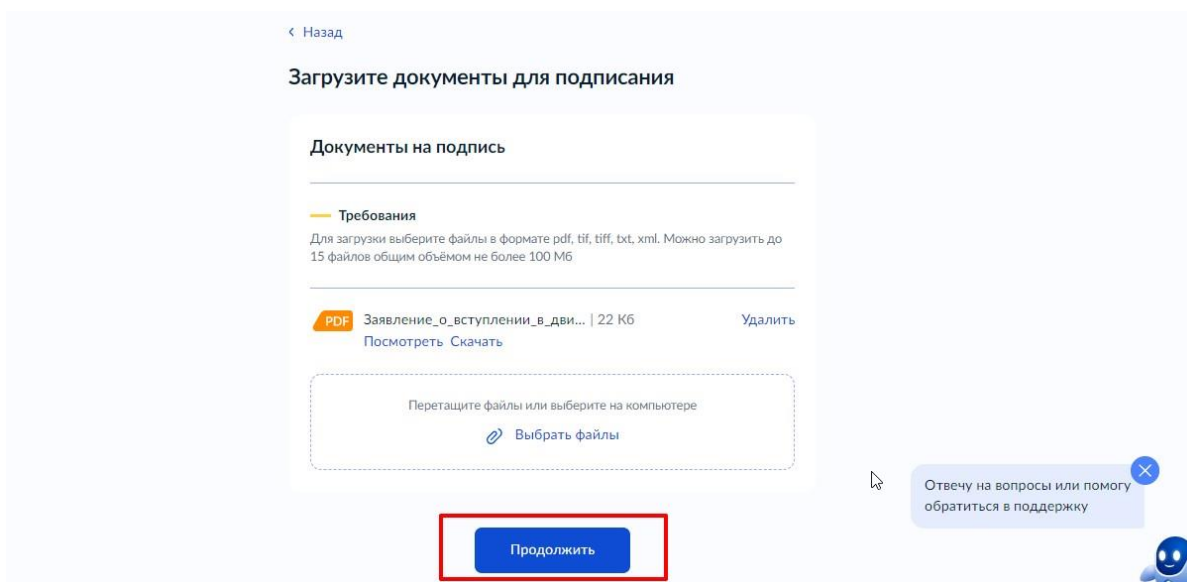 Назад
Загрузите документы для подписания
Документы на подпись
Требования
Для загрузки выберите файлы в формате pdf, tif, tiff, txt, xml. Можно загрузить до
15 файлов общим объёмом не более 100 Мб
PDF Заявление_о_вступлении_в_дви... | 22 Кб Удалить
Посмотреть Скачать
Перетащите файлы или выберите на компьютере
Выбрать файлы
Отвечу на вопросы или помогу
обратиться в поддержку
Продолжить